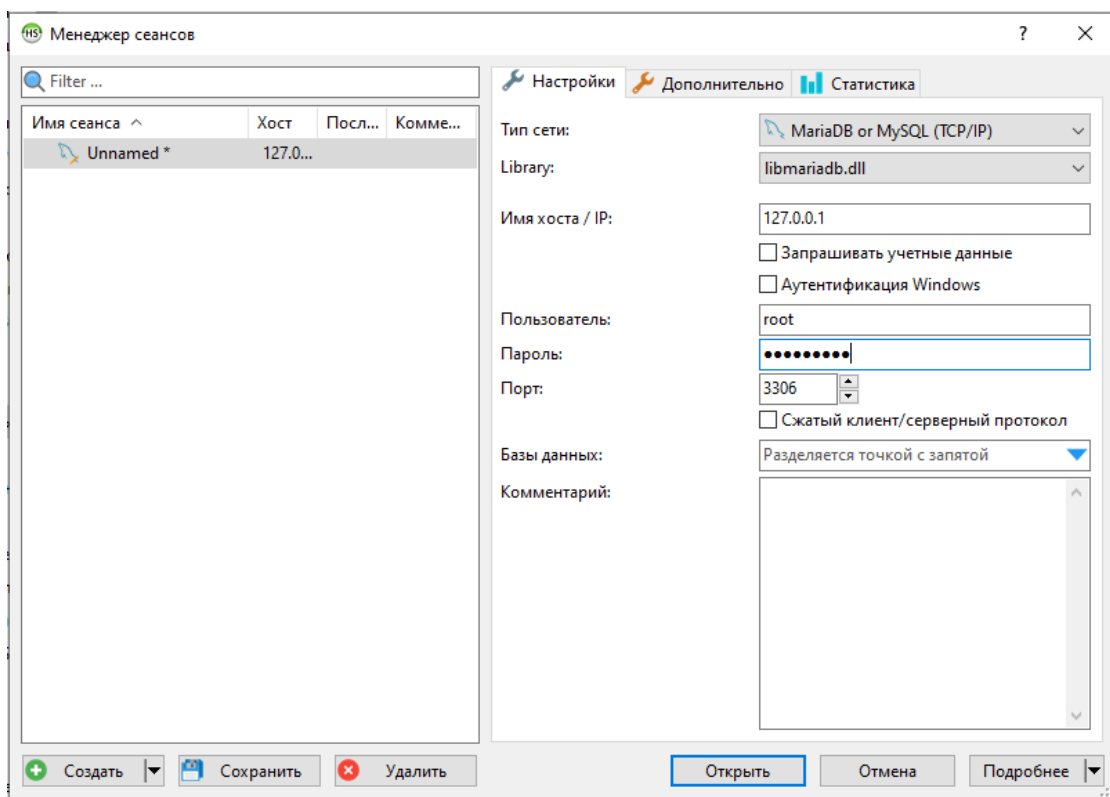 HS Менеджер сеансов ?
Filter ...
Имя сеанса Хост Посл... Комме...
Unnamed * 127.0...
Настройки Дополнительно Статистика
Тип сети: MariaDB or MySQL (TCP/IP)
Library: libmariadb.dll
Имя хоста / IP: 127.0.0.1
Запрашивать учетные данные
Аутентификация Windows
Пользователь: root
Пароль: ●●●●●●●●●
Порт: 3306
Сжатый клиент/серверный протокол
Базы данных: Разделяется точкой с запятой
Комментарий:
Создать Сохранить Удалить Открыть Отмена Подробнее